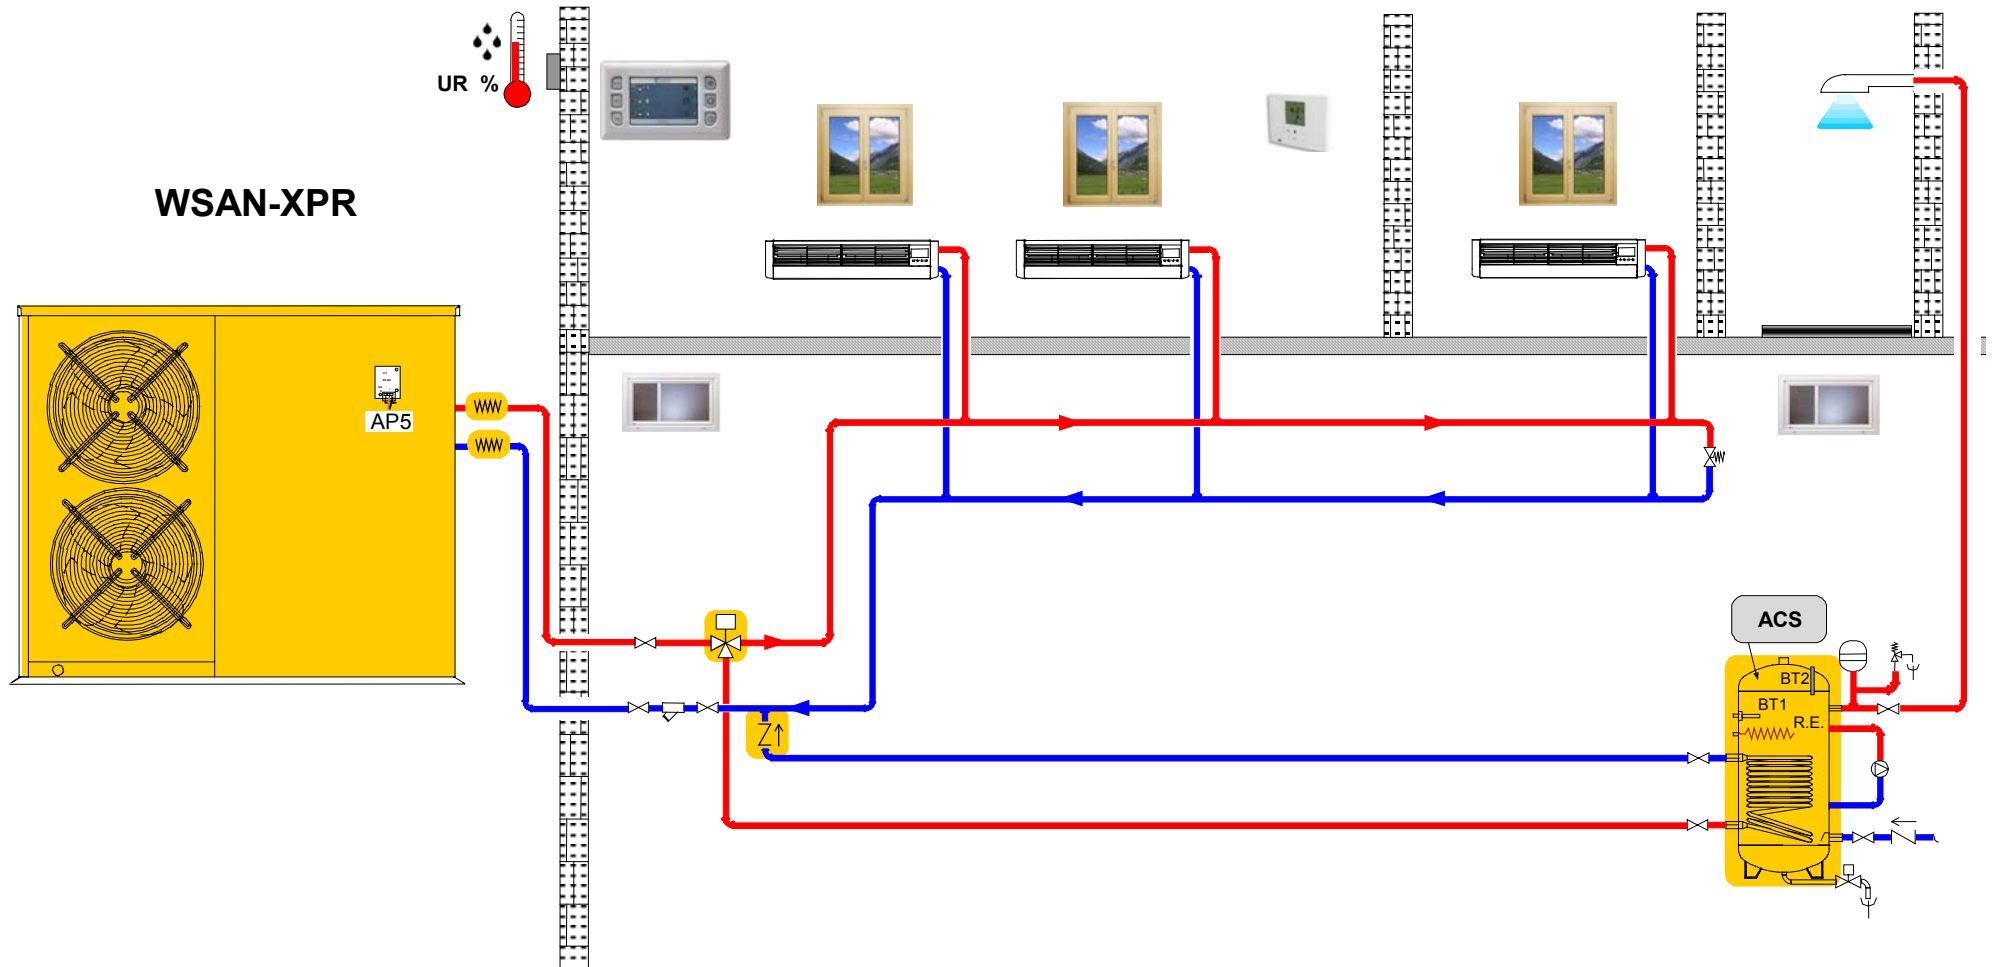 UR %
WSAN-XPR
AP5
ACS
BT2
BT1
R.E.